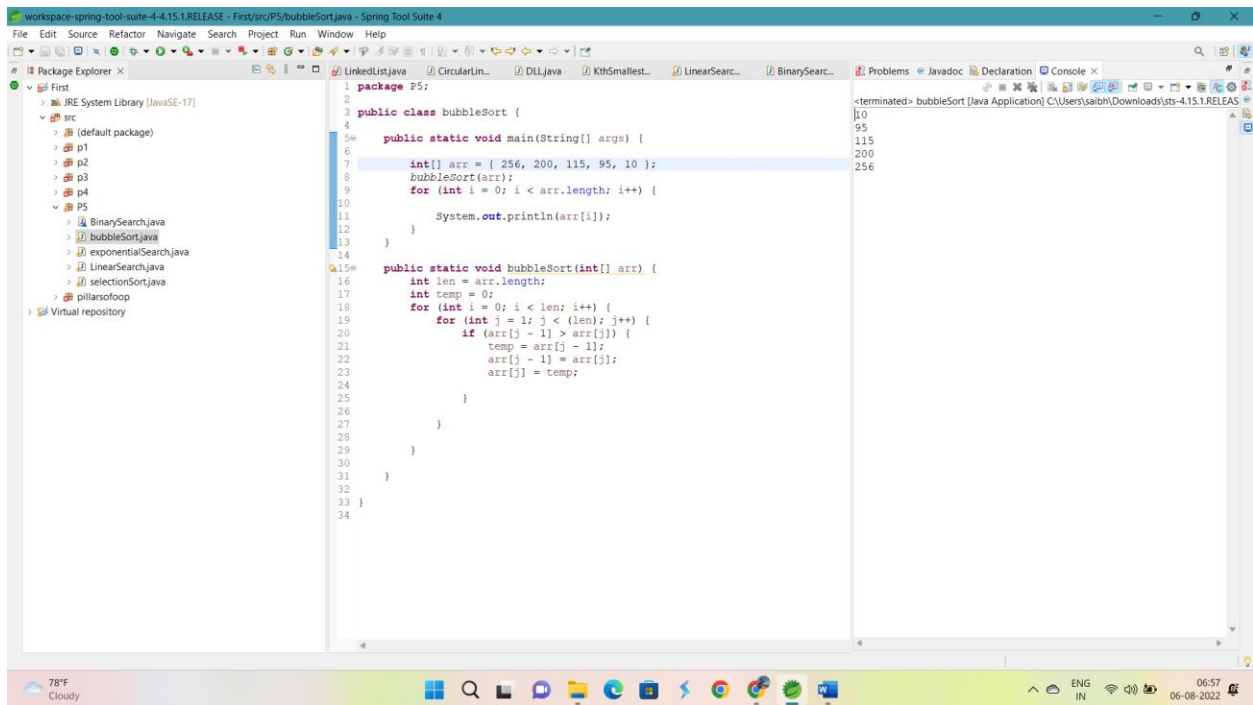 workspace-spring-tool-suite-4-4.15.1.RELEASE - First/src/P5/bubbleSort.java - Spring Tool Suite 4
File Edit Source Refactor Navigate Search Project Run Window Help
Package Explorer
First
JRE System Library [JavaSE-17]
src
(default package)
p1
p2
p3
p4
P5
BinarySearch.java
bubbleSort.java
exponentialSearch.java
LinearSearch.java
selectionSort.java
pillarsofoop
Virtual repository
LinkedList.java CircularLin... DLL.java KthSmallest... LinearSearc... BinarySearc...
1 package P5;
2
3 public class bubbleSort {
4
5 public static void main(String[] args) {
6
7 int[] arr = { 256, 200, 115, 95, 10 };
8 bubbleSort(arr);
9 for (int i = 0; i < arr.length; i++) {
10
11 System.out.println(arr[i]);
12 }
13 }
14
15 public static void bubbleSort(int[] arr) {
16 int len = arr.length;
17 int temp = 0;
18 for (int i = 0; i < len; i++) {
19 for (int j = 1; j < (len); j++) {
20 if (arr[j - 1] > arr[j]) {
21 temp = arr[j - 1];
22 arr[j - 1] = arr[j];
23 arr[j] = temp;
24
25 }
26
27 }
28
29 }
30
31 }
32
33 }
34
Problems Javadoc Declaration Console
<terminated> bubbleSort [Java Application] C:\Users\saibh\Downloads\sts-4.15.1.RELEAS
10
95
115
200
256
78°F
Cloudy
ENG
IN
06:57
06-08-2022